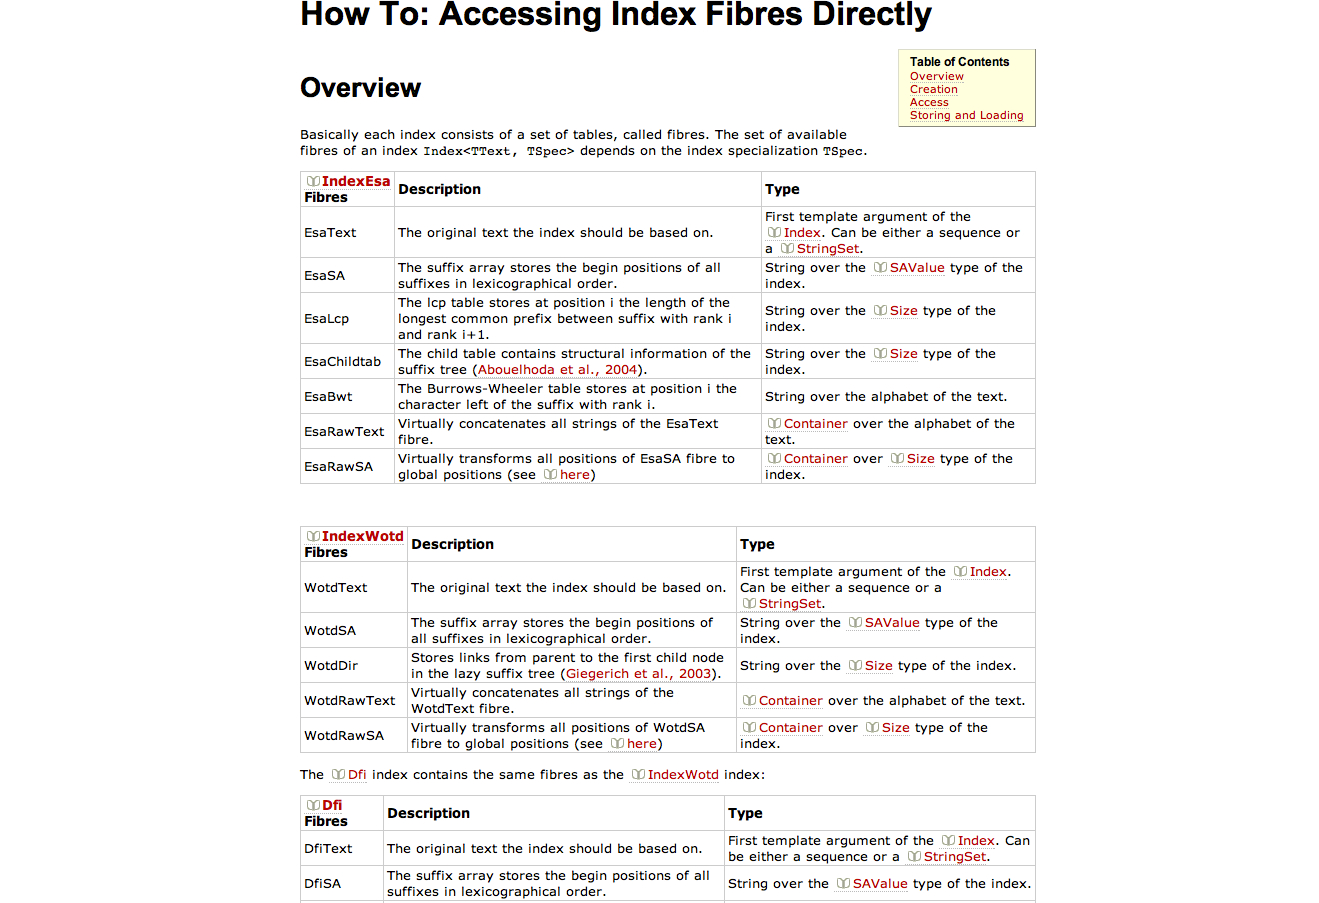 How To: Accessing Index Fibres Directly
Table of Contents
Overview
Creation
Access
Storing and Loading
Overview
Basically each index consists of a set of tables, called fibres. The set of available
fibres of an index Index<TText, TSpec> depends on the index specialization TSpec.
IndexEsa
Fibres
Description
Type
EsaText
The original text the index should be based on.
First template argument of the
Index. Can be either a sequence or
a StringSet.
EsaSA
The suffix array stores the begin positions of all
suffixes in lexicographical order.
String over the SAValue type of the
index.
EsaLcp
The lcp table stores at position i the length of the
longest common prefix between suffix with rank i
and rank i+1.
String over the Size type of the
index.
EsaChildtab
The child table contains structural information of the
suffix tree (Abouelhoda et al., 2004).
String over the Size type of the
index.
EsaBwt
The Burrows-Wheeler table stores at position i the
character left of the suffix with rank i.
String over the alphabet of the text.
EsaRawText
Virtually concatenates all strings of the EsaText
fibre.
Container over the alphabet of the
text.
EsaRawSA
Virtually transforms all positions of EsaSA fibre to
global positions (see here)
Container over Size type of the
index.
IndexWotd
Fibres
Description
Type
WotdText
The original text the index should be based on.
First template argument of the Index.
Can be either a sequence or a
StringSet.
WotdSA
The suffix array stores the begin positions of
all suffixes in lexicographical order.
String over the SAValue type of the
index.
WotdDir
Stores links from parent to the first child node
in the lazy suffix tree (Giegerich et al., 2003).
String over the Size type of the index.
WotdRawText
Virtually concatenates all strings of the
WotdText fibre.
Container over the alphabet of the text.
WotdRawSA
Virtually transforms all positions of WotdSA
fibre to global positions (see here)
Container over Size type of the
index.
The Dfi index contains the same fibres as the IndexWotd index:
Dfi
Fibres
Description
Type
DfiText
The original text the index should be based on.
First template argument of the Index. Can
be either a sequence or a StringSet.
DfiSA
The suffix array stores the begin positions of all
suffixes in lexicographical order.
String over the SAValue type of the index.